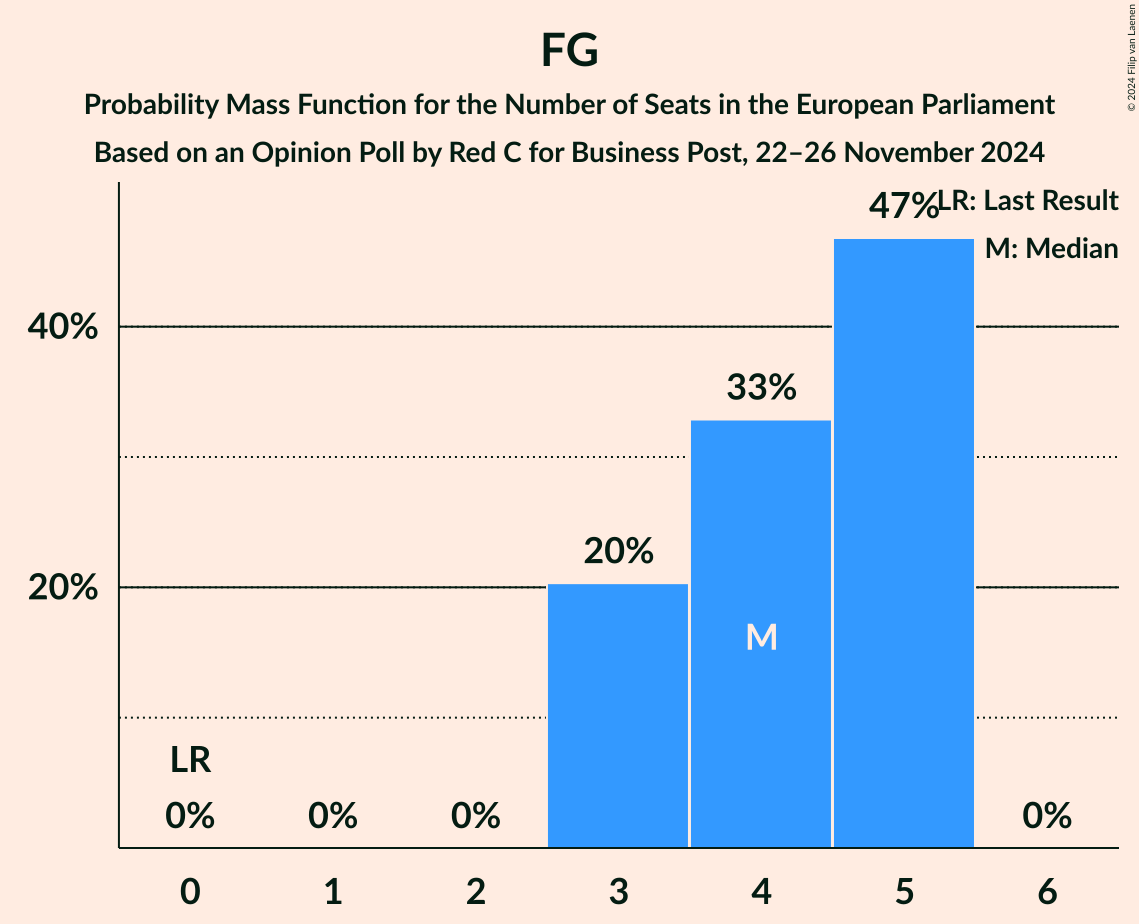 FG
Probability Mass Function for the Number of Seats in the European Parliament
Based on an Opinion Poll by Red C for Business Post, 22–26 November 2024
© 2024 Filip van Laenen
LR: Last Result
M: Median
47%
40%
33%
20%
20%
M
LR
0%
0%
0%
0%
0
1
2
3
4
5
6